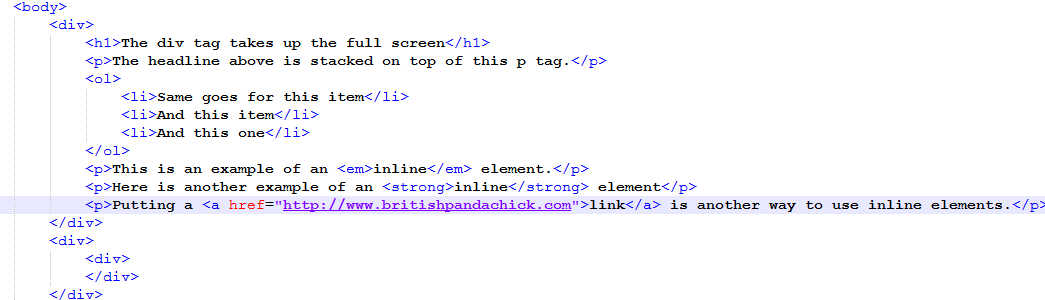 <body>
<div>
<h1>The div tag takes up the full screen</h1>
<p>The headline above is stacked on top of this p tag.</p>
<ol>
<li>Same goes for this item</li>
<li>And this item</li>
<li>And this one</li>
</ol>
<p>This is an example of an <em>inline</em> element.</p>
<p>Here is another example of an <strong>inline</strong> element</p>
<p>Putting a <a href="http://www.britishpandachick.com">link</a> is another way to use inline elements.</p>
</div>
<div>
<div>
</div>
</div>